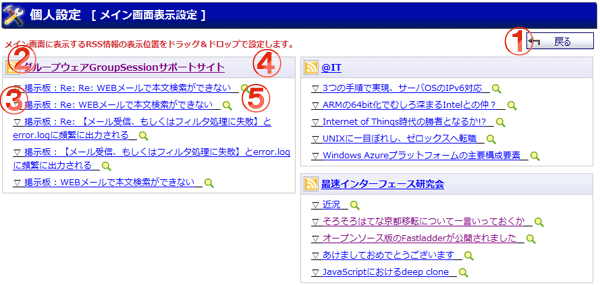 個人設定 [ メイン画面表示設定 ]
① 戻る
メイン画面に表示するRSS情報の表示位置をドラッグ＆ドロップで設定します。
② グループウェアGroupSessionサポートサイト ④
③ ▽ 掲示板：Re: Re: WEBメールで本文検索ができない ⑤
▽ 掲示板：Re: WEBメールで本文検索ができない
▽ 掲示板：Re: 【メール受信、もしくはフィルタ処理に失敗】と
error.logに頻繁に出力される
▽ 掲示板：【メール受信、もしくはフィルタ処理に失敗】とerror.log
に頻繁に出力される
▽ 掲示板：WEBメールで本文検索ができない
@IT
▽ 3つの手順で実現、サーバOSのIPv6対応
▽ ARMの64bit化でむしろ深まるIntelとの仲？
▽ Internet of Things時代の勝者となるか!?
▽ UNIXに一目ぼれし、ゼロックスへ転職
▽ Windows Azureプラットフォームの主要構成要素
最速インターフェース研究会
▽ 近況
▽ そろそろはてな京都移転について一言いっておくか
▽ オープンソース版のFastladderが公開されました
▽ あけましておめでとうございます
▽ JavaScriptにおけるdeep clone